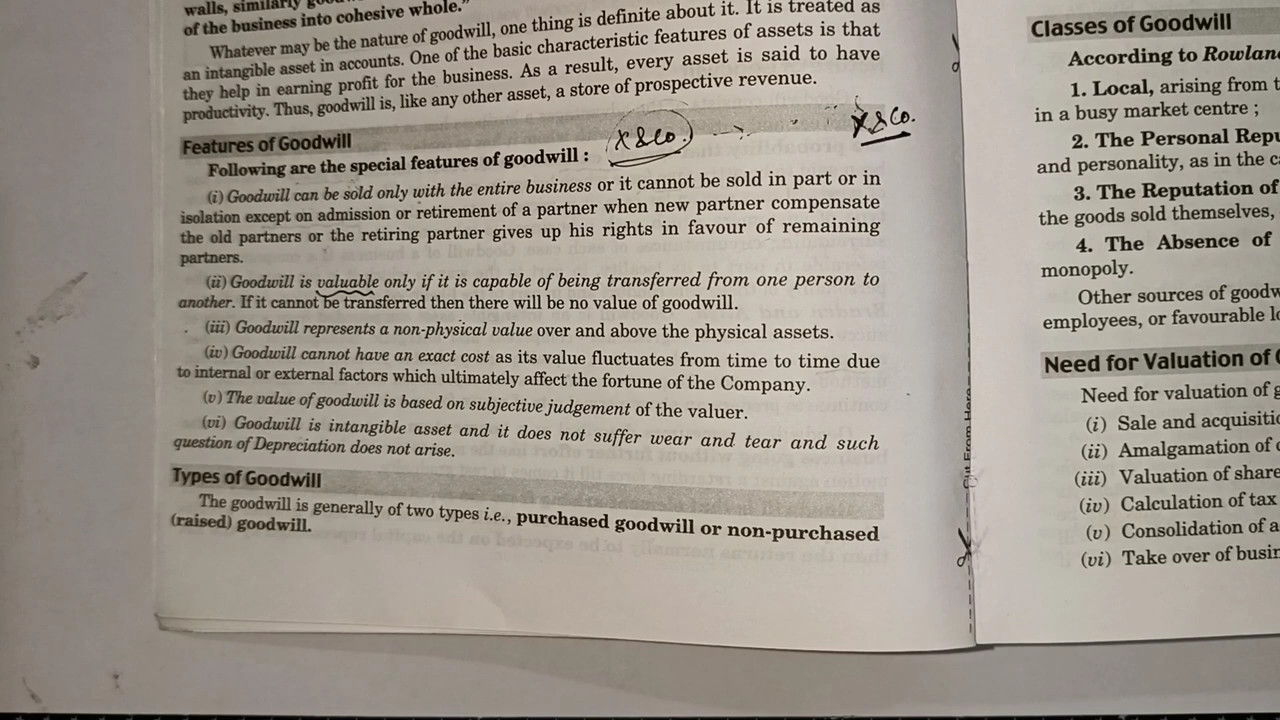 walls, similarly
of the business into cohesive whole."
Whatever may be the nature of goodwill, one thing is definite about it. It is treated as
an intangible asset in accounts. One of the basic characteristic features of assets is that
they help in earning profit for the business. As a result, every asset is said to have
productivity. Thus, goodwill is, like any other asset, a store of prospective revenue.
Features of Goodwill
X & Co.
X & Co.
Following are the special features of goodwill :
(i) Goodwill can be sold only with the entire business or it cannot be sold in part or in
isolation except on admission or retirement of a partner when new partner compensate
the old partners or the retiring partner gives up his rights in favour of remaining
partners.
(ii) Goodwill is valuable only if it is capable of being transferred from one person to
another. If it cannot be transferred then there will be no value of goodwill.
(iii) Goodwill represents a non-physical value over and above the physical assets.
(iv) Goodwill cannot have an exact cost as its value fluctuates from time to time due
to internal or external factors which ultimately affect the fortune of the Company.
(v) The value of goodwill is based on subjective judgement of the valuer.
(vi) Goodwill is intangible asset and it does not suffer wear and tear and such
question of Depreciation does not arise.
Types of Goodwill
The goodwill is generally of two types i.e., purchased goodwill or non-purchased
(raised) goodwill.
Cut From Here
Classes of Goodwill
According to
1. Local, arising from
in a busy market centre ;
2. The Personal
and personality, as in the
3. The Reputation of
the goods sold themselves,
4. The Absence of
monopoly.
Other sources of
employees, or favourable
Need for Valuation of
Need for valuation of
(i) Sale and
(ii) Amalgamation of
(iii) Valuation of
(iv) Calculation of tax
(v) Consolidation of
(vi) Take over of